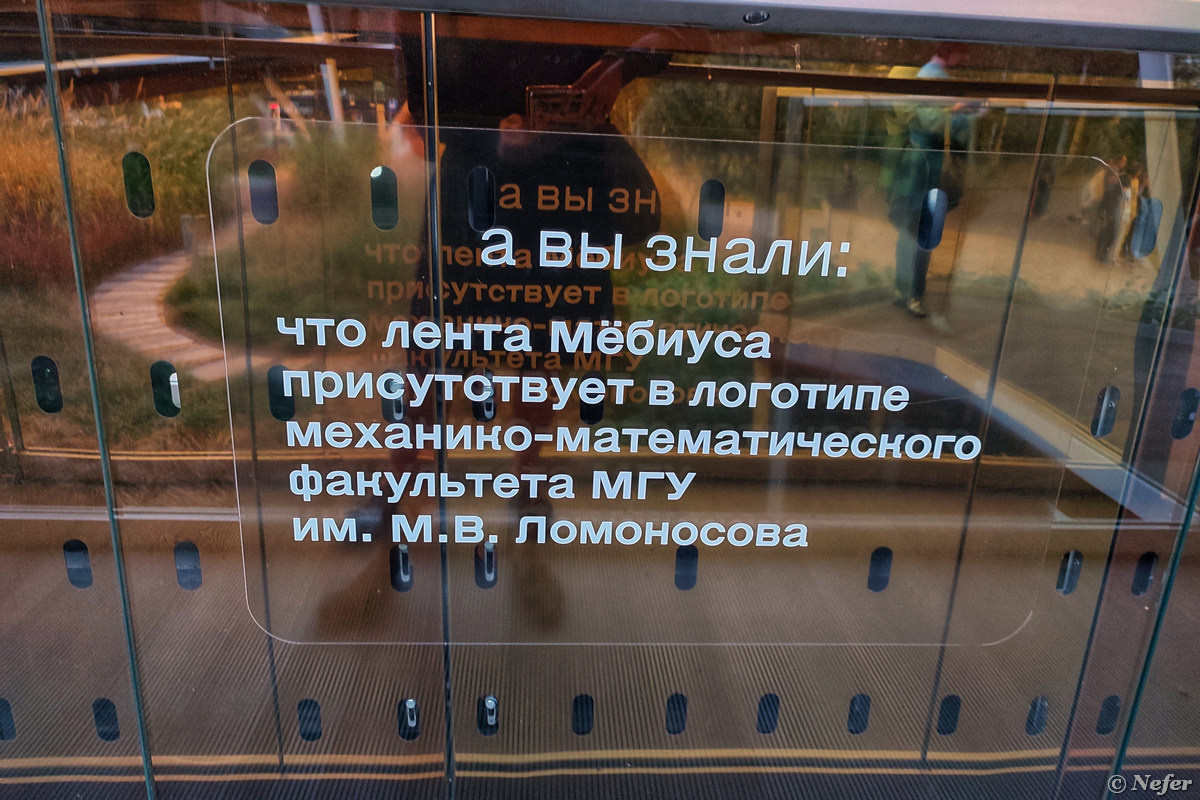 а вы знали:
что лента Мёбиуса
присутствует в логотипе
механико-математического
факультета МГУ
им. М.В. Ломоносова
© Nefer